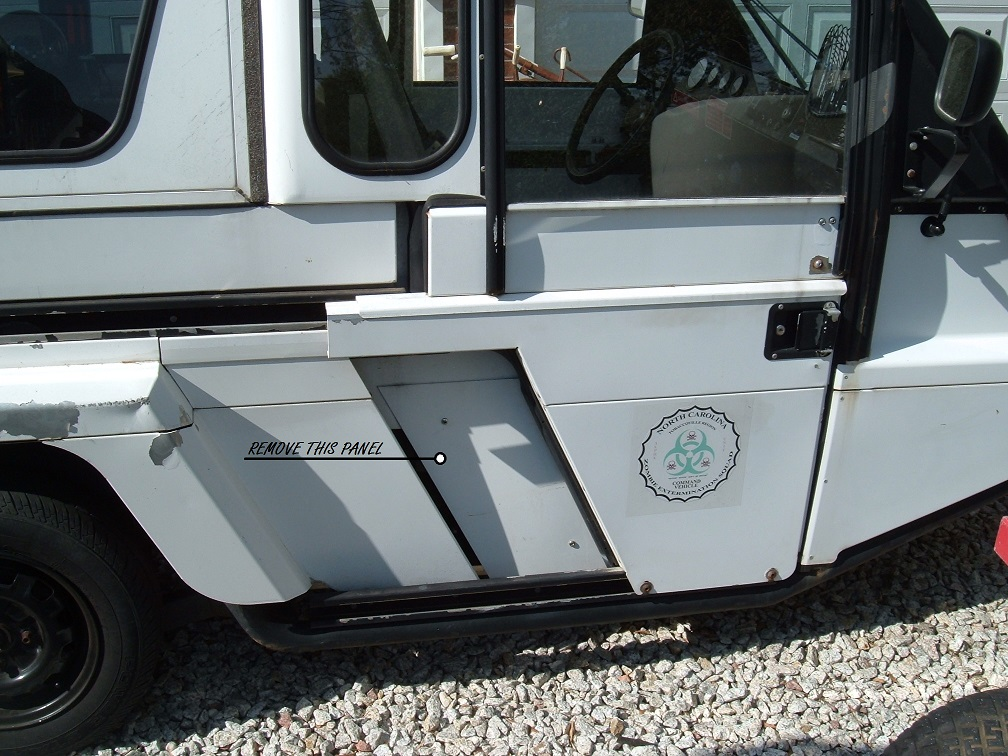 REMOVE THIS PANEL
NORTH CAROLINA
COMMAND
VEHICLE
ZOMBIE EXTERMINATION SQUAD